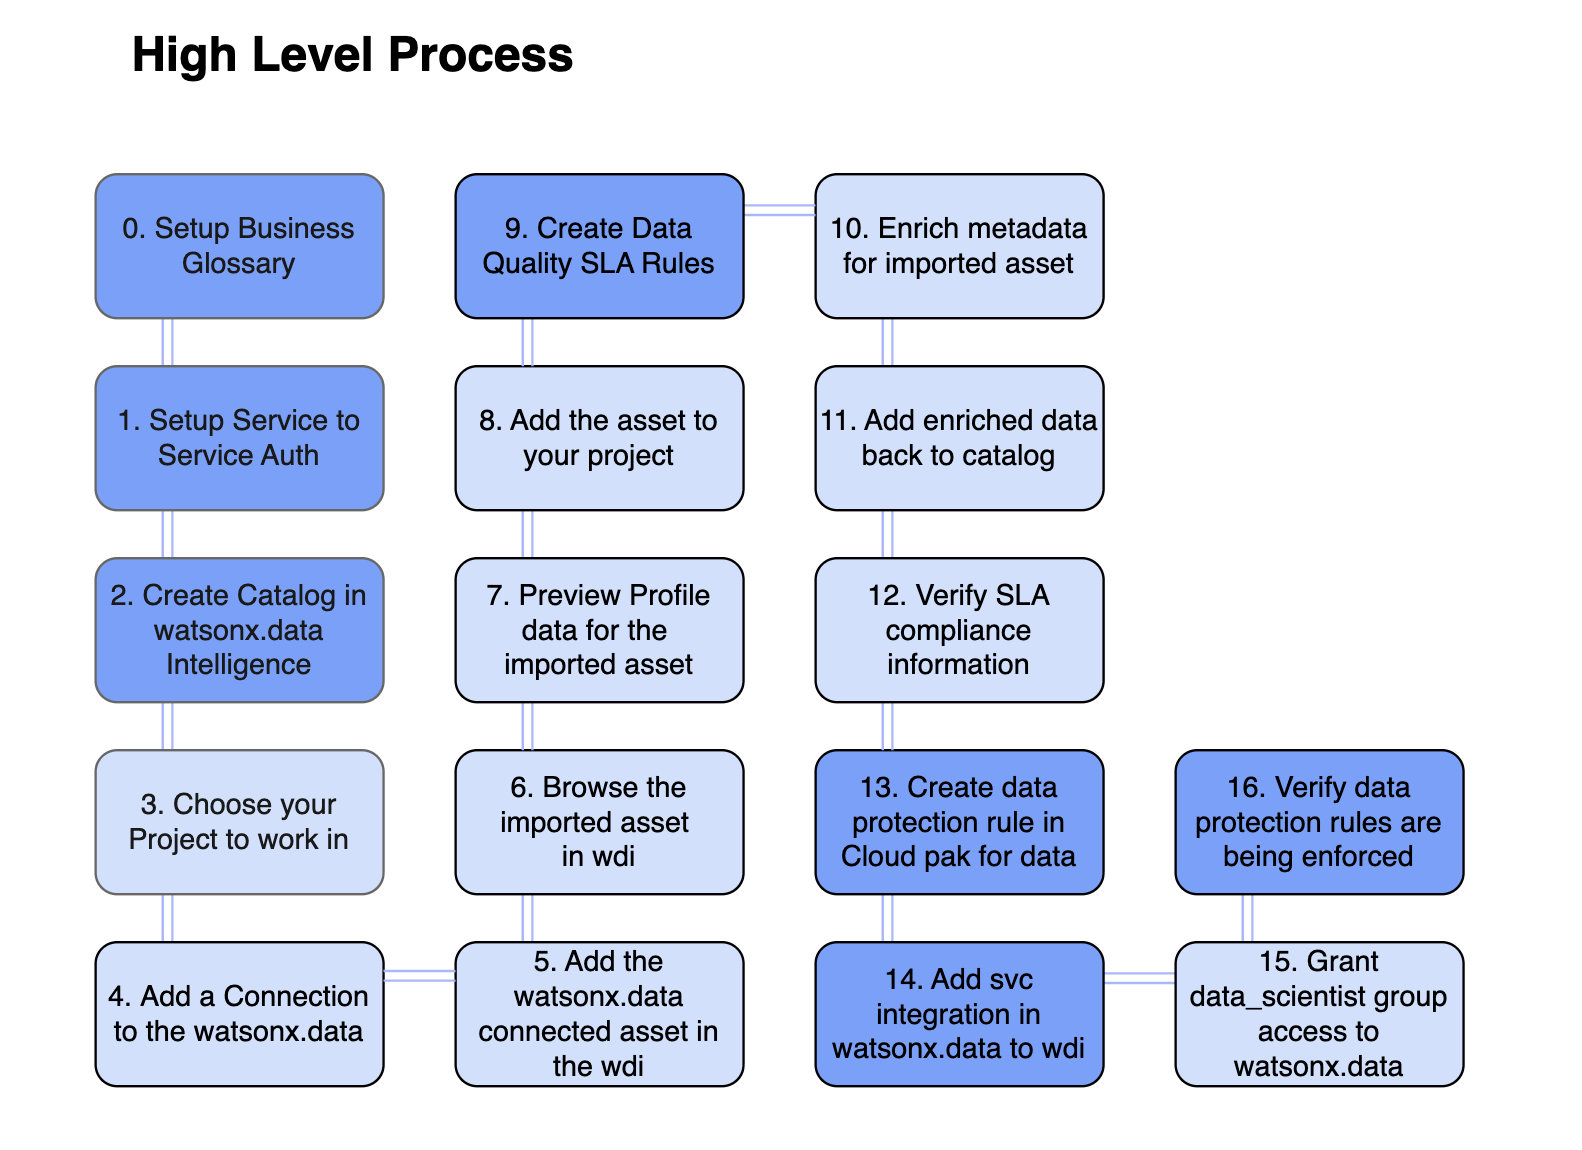 High Level Process
0. Setup Business
Glossary
1. Setup Service to
Service Auth
2. Create Catalog in
watsonx.data
Intelligence
3. Choose your
Project to work in
4. Add a Connection
to the watsonx.data
5. Add the
watsonx.data
connected asset in
the wdi
6. Browse the
imported asset
in wdi
7. Preview Profile
data for the
imported asset
8. Add the asset to
your project
9. Create Data
Quality SLA Rules
10. Enrich metadata
for imported asset
11. Add enriched data
back to catalog
12. Verify SLA
compliance
information
13. Create data
protection rule in
Cloud pak for data
14. Add svc
integration in
watsonx.data to wdi
15. Grant
data_scientist group
access to
watsonx.data
16. Verify data
protection rules are
being enforced